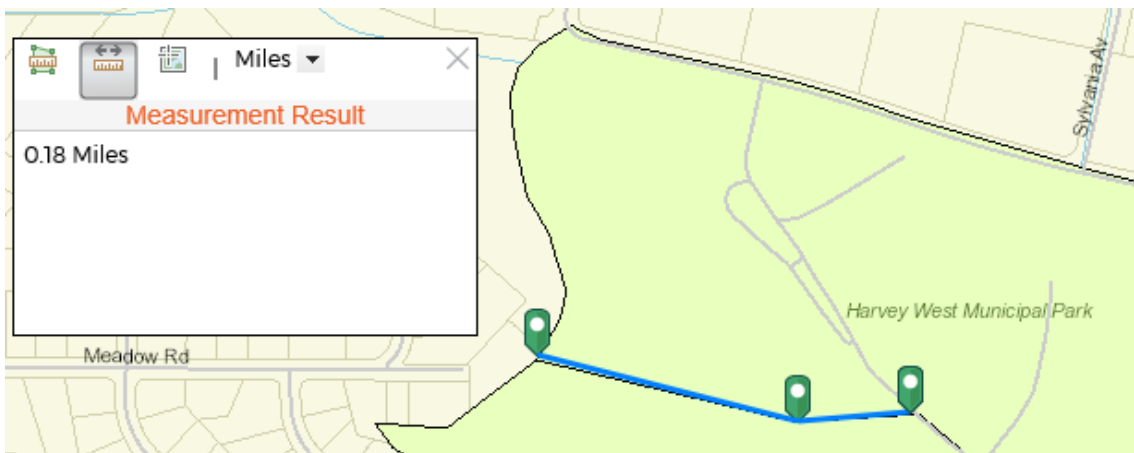 | Miles
Measurement Result
0.18 Miles
Sylvania Av
Harvey West Municipal Park
Meadow Rd